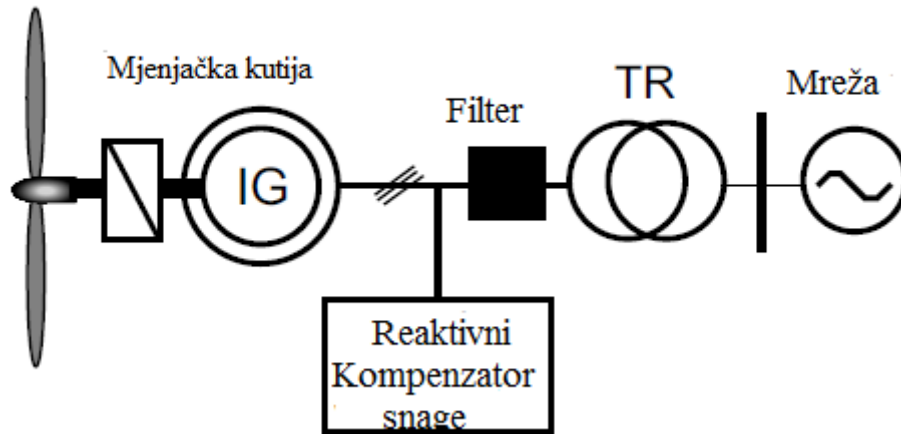 Mjenjačka kutija
IG
Filter
TR
Mreža
Reaktivni
Kompenzator
snage